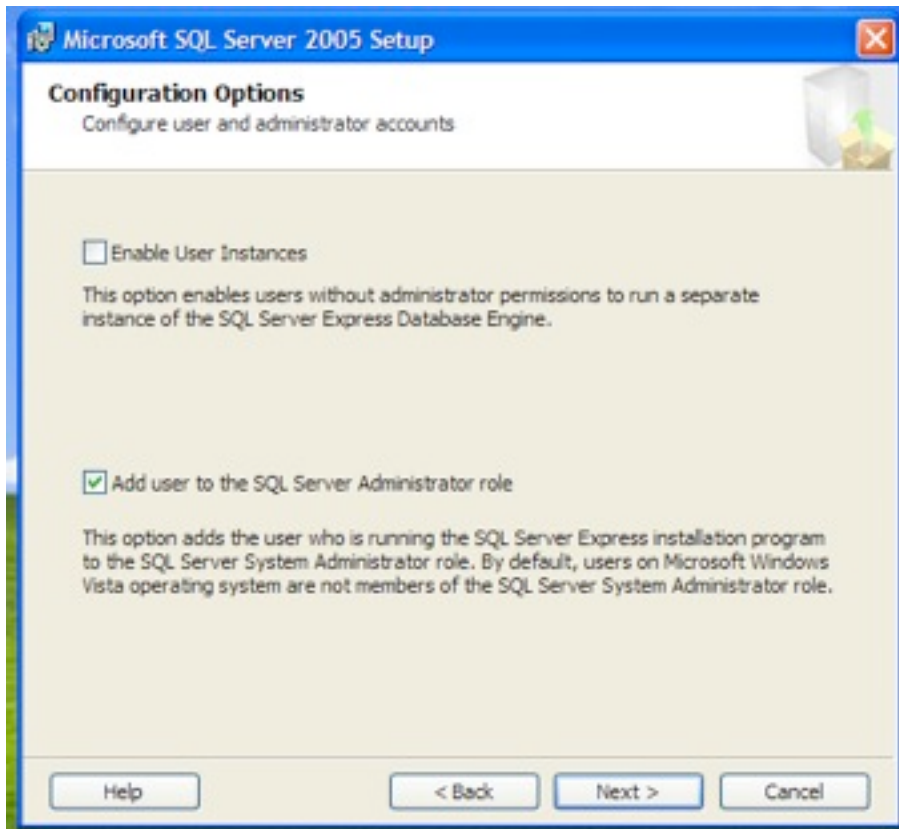 Microsoft SQL Server 2005 Setup
Configuration Options
Configure user and administrator accounts
Enable User Instances
This option enables users without administrator permissions to run a separate
instance of the SQL Server Express Database Engine.
Add user to the SQL Server Administrator role
This option adds the user who is running the SQL Server Express installation program
to the SQL Server System Administrator role. By default, users on Microsoft Windows
Vista operating system are not members of the SQL Server System Administrator role.
Help
< Back
Next >
Cancel